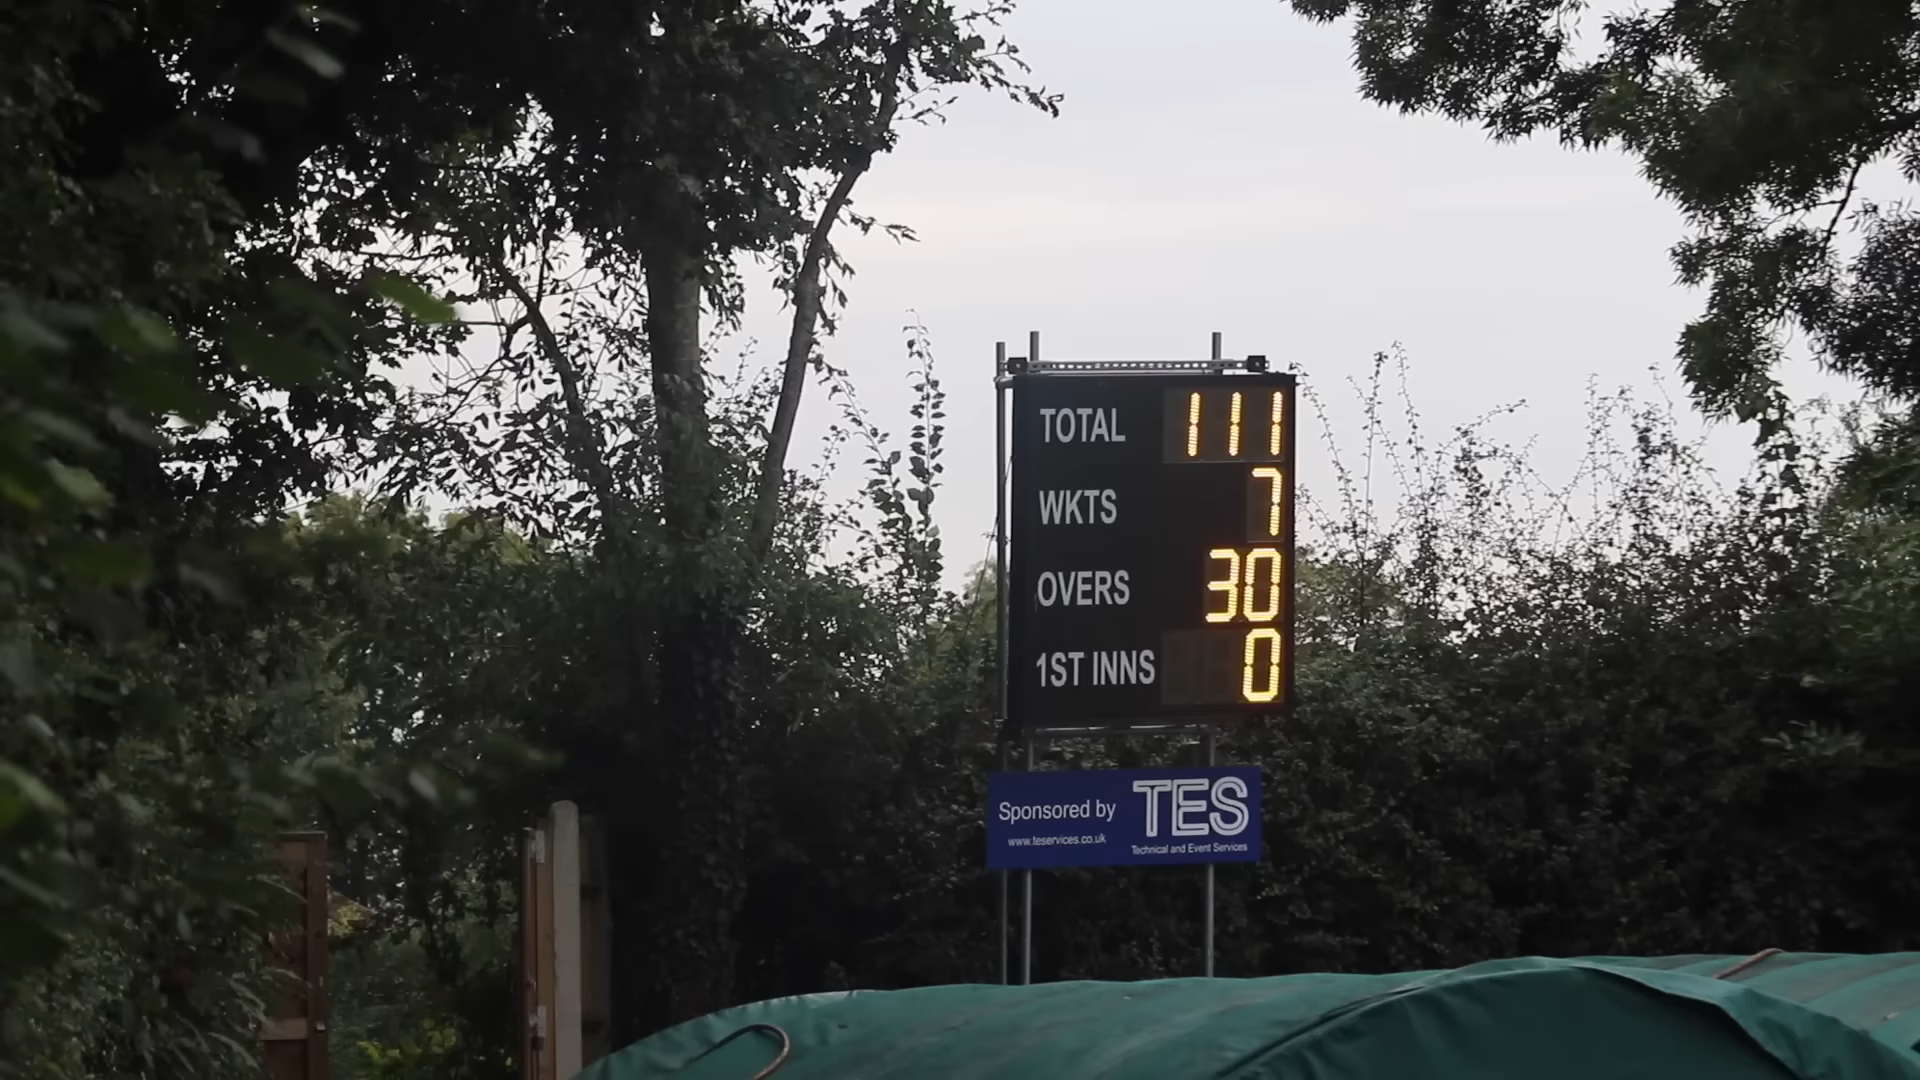 TOTAL 111
WKTS 7
OVERS 30
1ST INNS 0
Sponsored by TES
www.teservices.co.uk Technical and Event Services